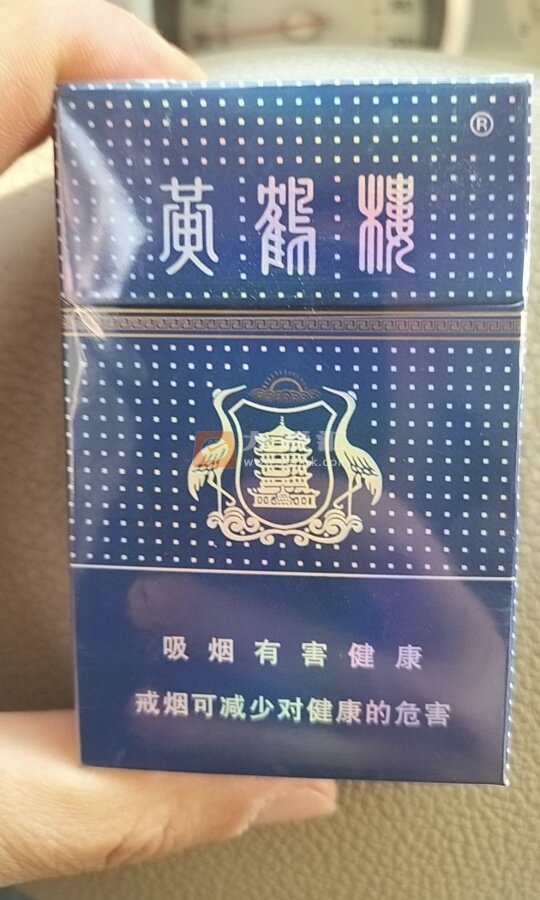 ®
黃鶴樓
吸烟有害健康
戒烟可减少对健康的危害